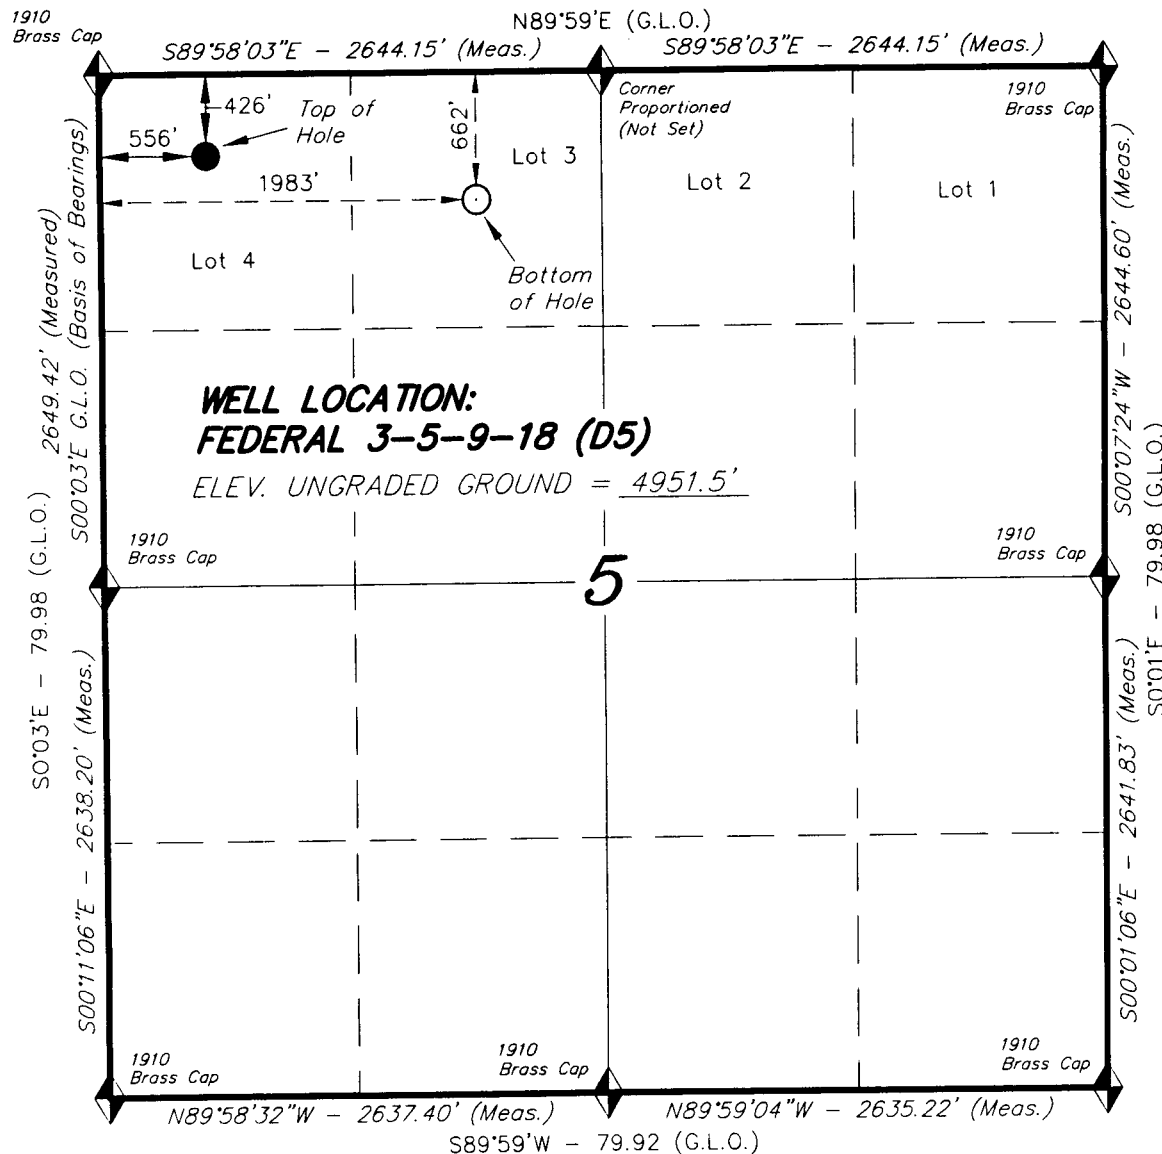 1910
Brass Cap
N89°59'E (G.L.O.)
S89°58'03"E – 2644.15' (Meas.)
S89°58'03"E – 2644.15' (Meas.)
426'
Top of
Hole
556'
662'
1983'
Lot 3
Corner
Proportioned
(Not Set)
1910
Brass Cap
Lot 2
Lot 1
Lot 4
Bottom
of Hole
2649.42' (Measured)
S00°03'E G.L.O. (Basis of Bearings)
S00°07'24"W – 2644.60' (Meas.)
WELL LOCATION:
FEDERAL 3–5–9–18 (D5)
ELEV. UNGRADED GROUND = 4951.5'
1910
Brass Cap
1910
Brass Cap
5
S0°03'E – 79.98 (G.L.O.)
S0°01'E – 79.98 (G.L.O.)
S00°11'06"E – 2638.20' (Meas.)
S00°01'06"E – 2641.83' (Meas.)
1910
Brass Cap
1910
Brass Cap
1910
Brass Cap
N89°58'32"W – 2637.40' (Meas.)
N89°59'04"W – 2635.22' (Meas.)
S89°59'W – 79.92 (G.L.O.)